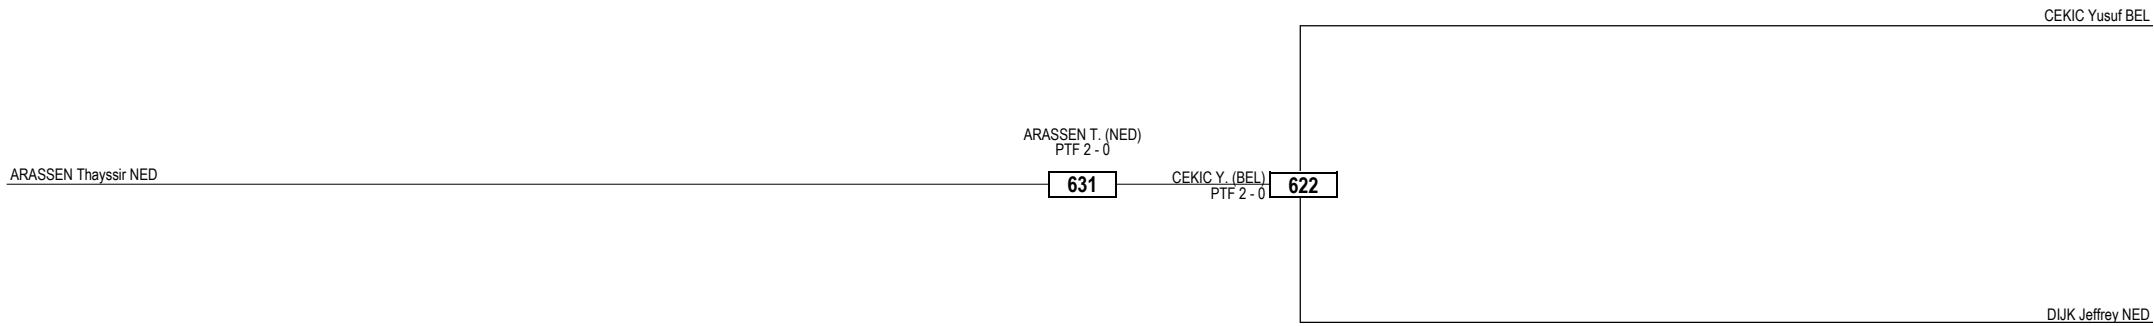 CEKIC Yusuf BEL
ARASSEN T. (NED)
PTF 2 - 0
ARASSEN Thayssir NED
631
CEKIC Y. (BEL)
PTF 2 - 0
622
DIJK Jeffrey NED